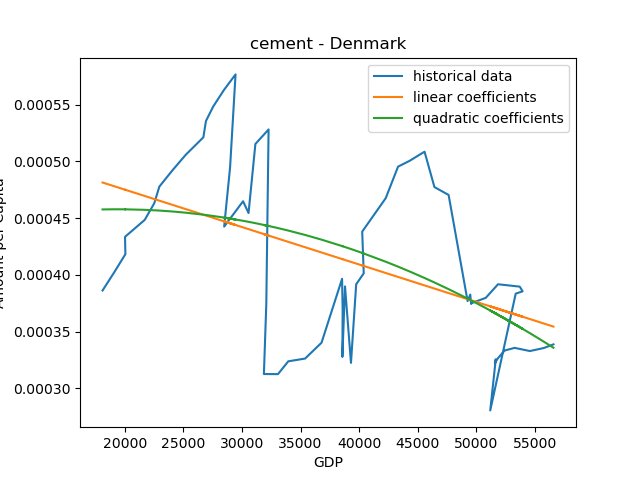 cement - Denmark
historical data
linear coefficients
quadratic coefficients
0.00055
0.00050
0.00045
0.00040
0.00035
0.00030
Amount per Capita
20000 25000 30000 35000 40000 45000 50000 55000
GDP